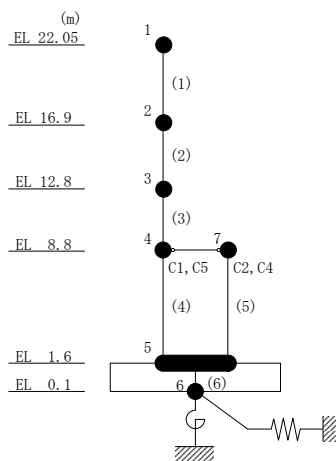 (m)
1
EL 22.05
(1)
2
EL 16.9
(2)
3
EL 12.8
(3)
4 7
EL 8.8
C1, C5 C2, C4
(4) (5)
5
EL 1.6
6 (6)
EL 0.1